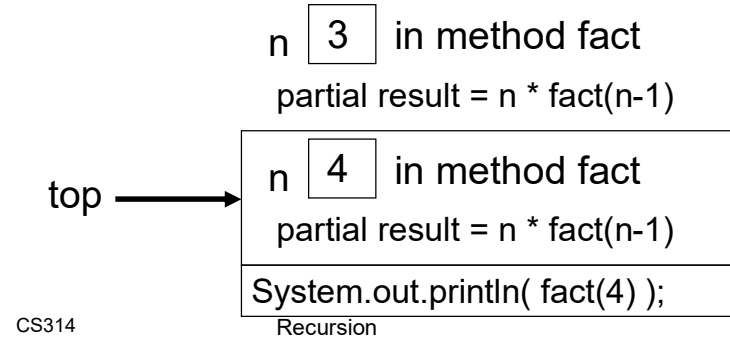 n 3 in method fact
partial result = n * fact(n-1)
n 4 in method fact
top
partial result = n * fact(n-1)
System.out.println( fact(4) );
CS314 Recursion